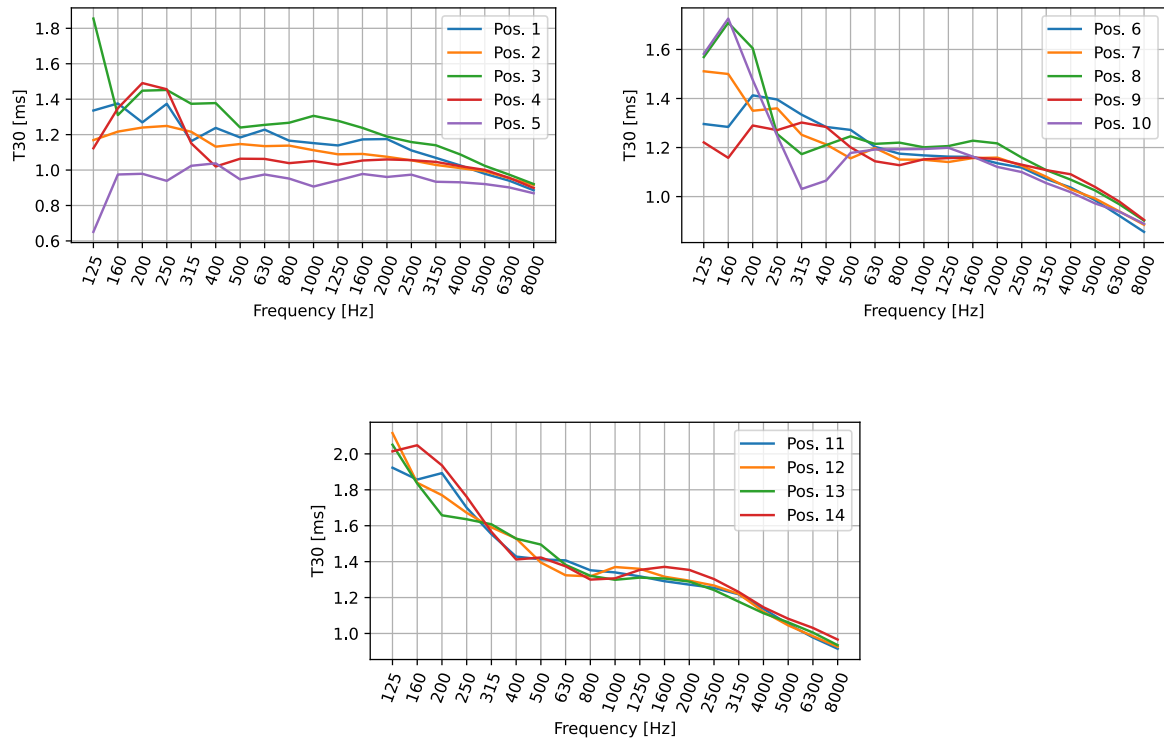 1.8
1.6
1.4
1.2
1.0
0.8
0.6
T30 [ms]
Pos. 1
Pos. 2
Pos. 3
Pos. 4
Pos. 5
125 160 200 250 315 400 500 630 800 1000 1250 1600 2000 2500 3150 4000 5000 6300 8000
Frequency [Hz]
1.6
1.4
1.2
1.0
T30 [ms]
Pos. 6
Pos. 7
Pos. 8
Pos. 9
Pos. 10
125 160 200 250 315 400 500 630 800 1000 1250 1600 2000 2500 3150 4000 5000 6300 8000
Frequency [Hz]
2.0
1.8
1.6
1.4
1.2
1.0
T30 [ms]
Pos. 11
Pos. 12
Pos. 13
Pos. 14
125 160 200 250 315 400 500 630 800 1000 1250 1600 2000 2500 3150 4000 5000 6300 8000
Frequency [Hz]